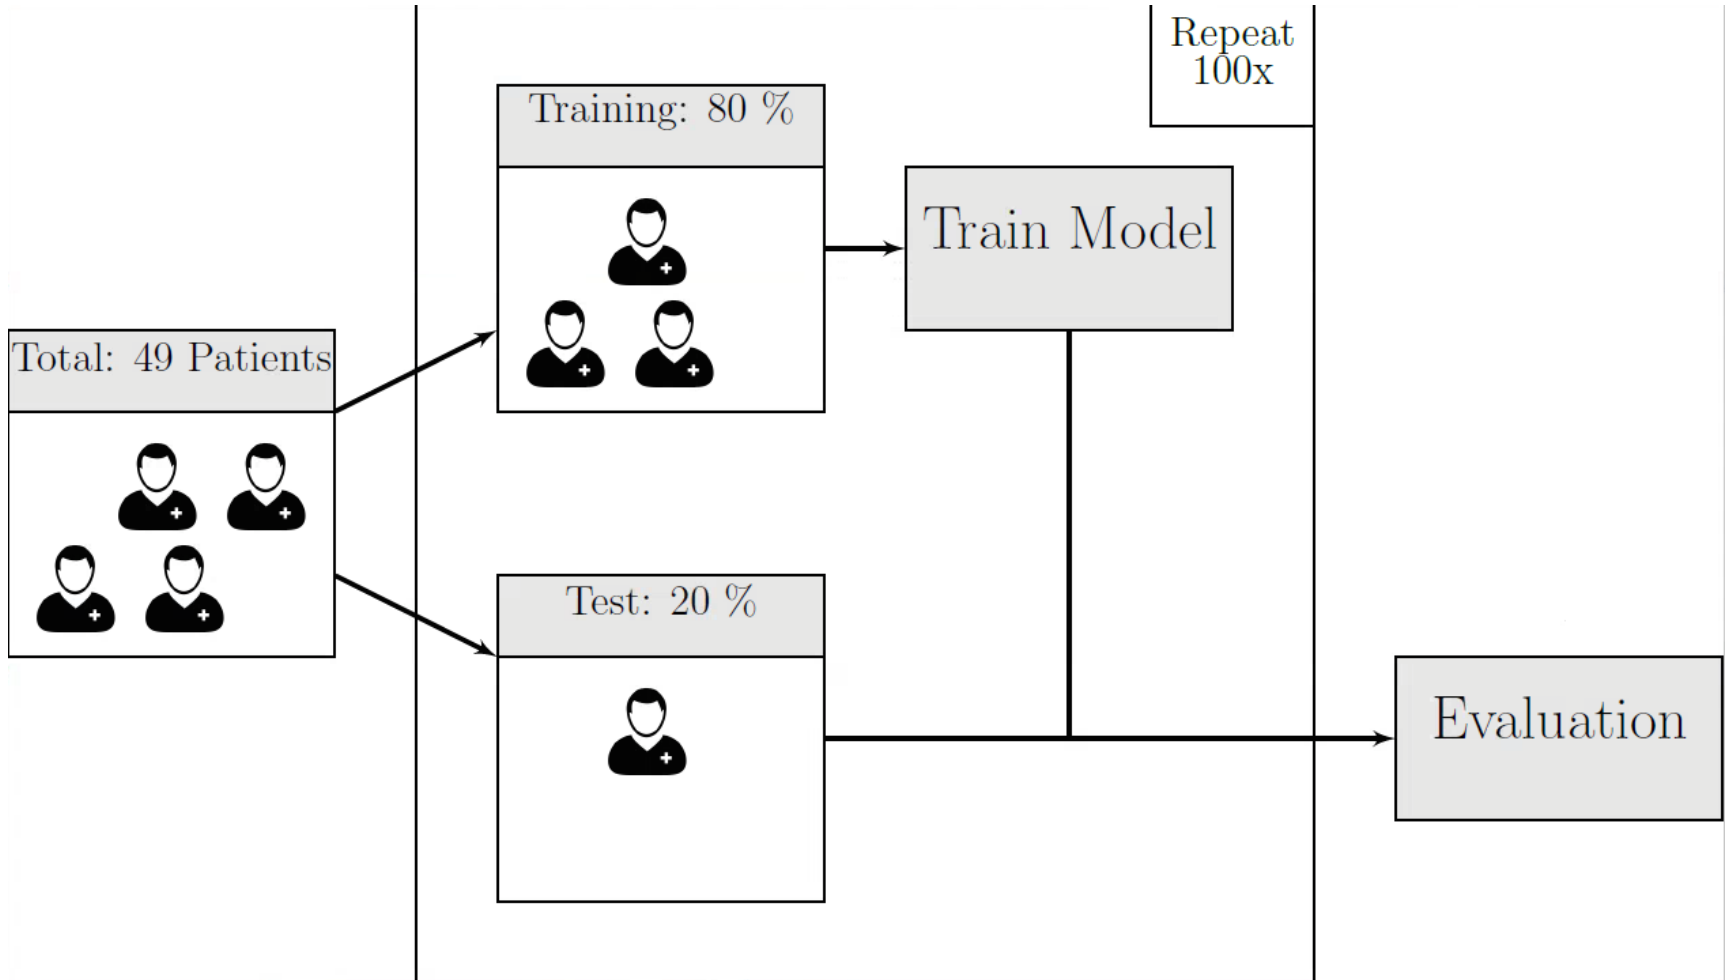 Repeat
100x
Training: 80 %
Train Model
Total: 49 Patients
Test: 20 %
Evaluation